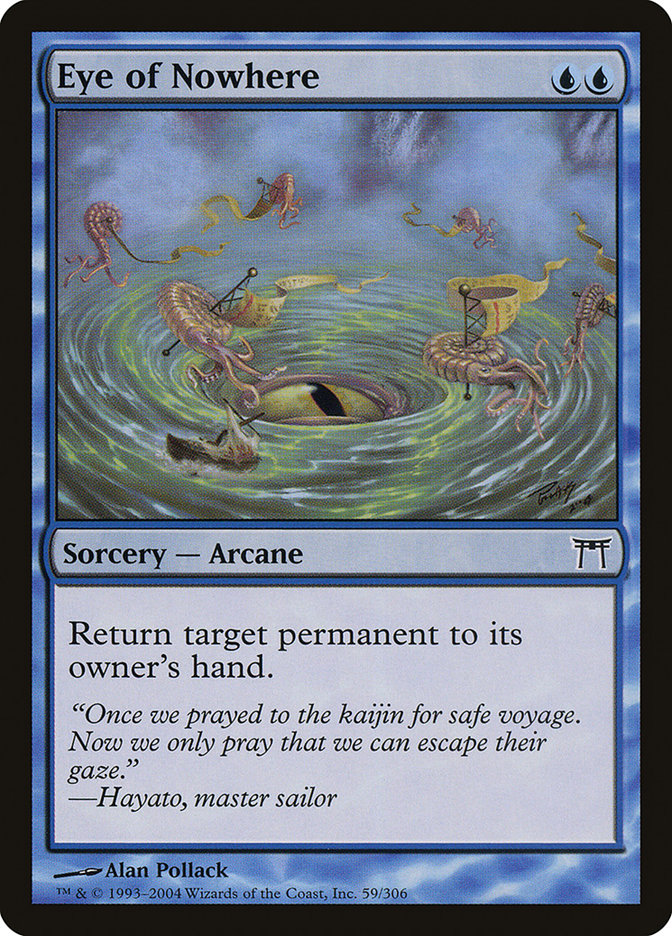 Eye of Nowhere
Sorcery — Arcane
Return target permanent to its
owner's hand.
“Once we prayed to the kaijin for safe voyage.
Now we only pray that we can escape their
gaze.”
—Hayato, master sailor
Alan Pollack
™ & © 1993–2004 Wizards of the Coast, Inc. 59/306